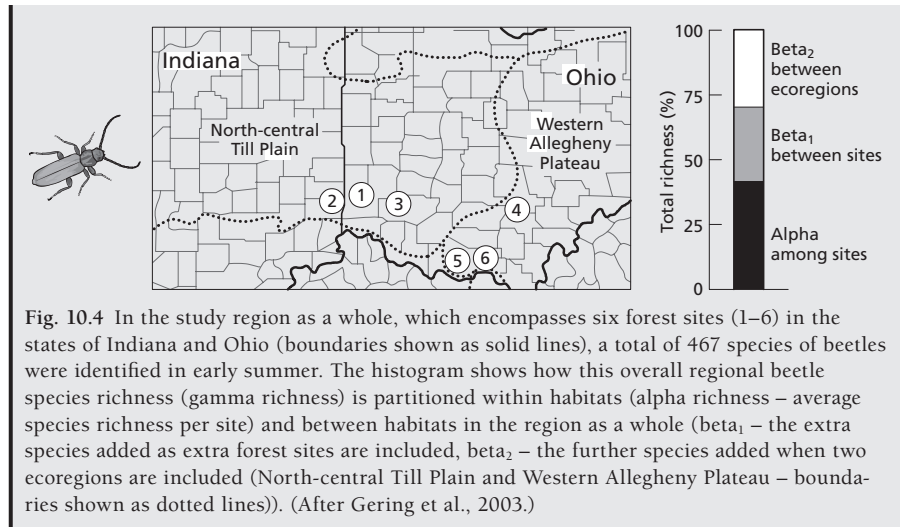 Indiana
Ohio
North-central
Till Plain
Western
Allegheny
Plateau
2
1
3
4
5
6
Total richness (%)
100
75
50
25
0
Beta₂
between
ecoregions
Beta₁
between sites
Alpha
among sites
Fig. 10.4 In the study region as a whole, which encompasses six forest sites (1–6) in the
states of Indiana and Ohio (boundaries shown as solid lines), a total of 467 species of beetles
were identified in early summer. The histogram shows how this overall regional beetle
species richness (gamma richness) is partitioned within habitats (alpha richness – average
species richness per site) and between habitats in the region as a whole (beta₁ – the extra
species added as extra forest sites are included, beta₂ – the further species added when two
ecoregions are included (North-central Till Plain and Western Allegheny Plateau – bounda-
ries shown as dotted lines)). (After Gering et al., 2003.)